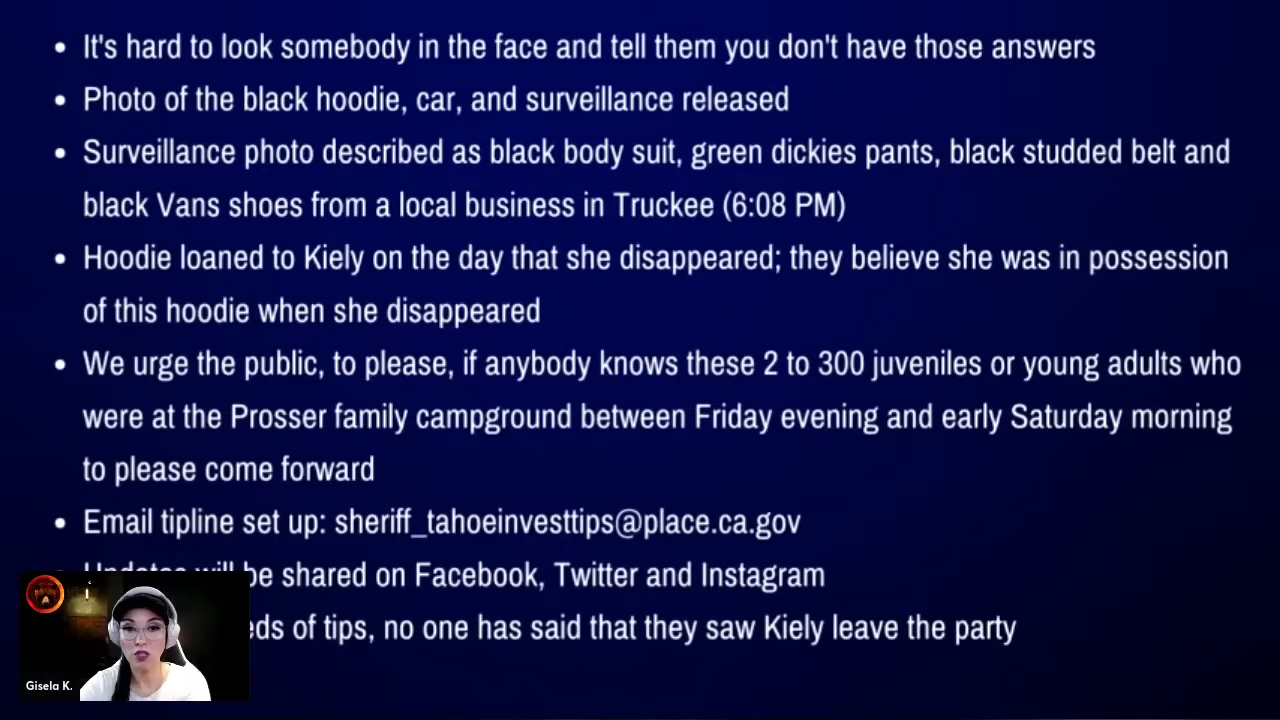 • It's hard to look somebody in the face and tell them you don't have those answers
• Photo of the black hoodie, car, and surveillance released
• Surveillance photo described as black body suit, green dickies pants, black studded belt and
black Vans shoes from a local business in Truckee (6:08 PM)
• Hoodie loaned to Kiely on the day that she disappeared; they believe she was in possession
of this hoodie when she disappeared
• We urge the public, to please, if anybody knows these 2 to 300 juveniles or young adults who
were at the Prosser family campground between Friday evening and early Saturday morning
to please come forward
• Email tipline set up: sheriff_tahoeinvesttips@place.ca.gov
• Updates will be shared on Facebook, Twitter and Instagram
of tips, no one has said that they saw Kiely leave the party
Gisela K.